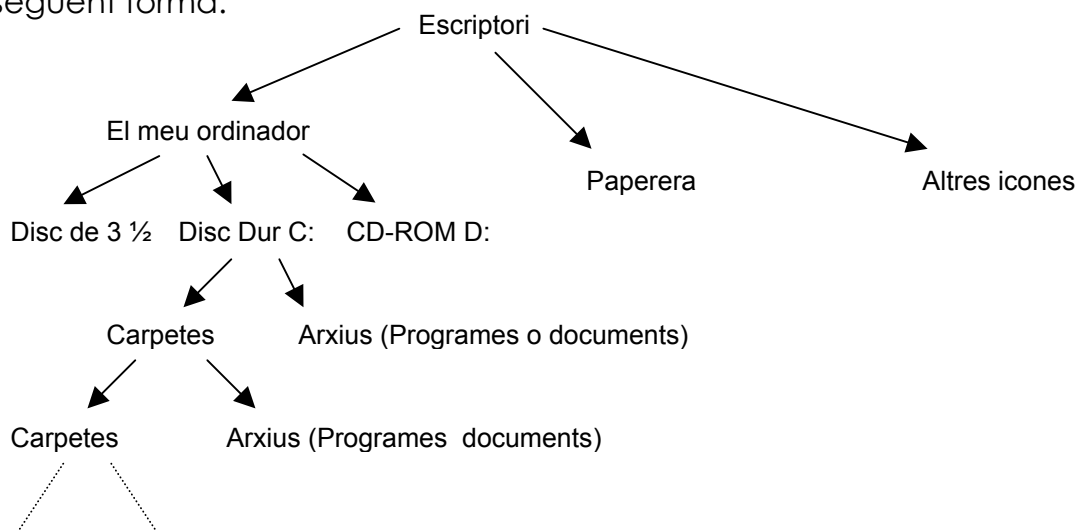 següent forma:
Escriptori
El meu ordinador
Paperera Altres icones
Disc de 3 ½ Disc Dur C: CD-ROM D:
Carpetes Arxius (Programes o documents)
Carpetes Arxius (Programes documents)